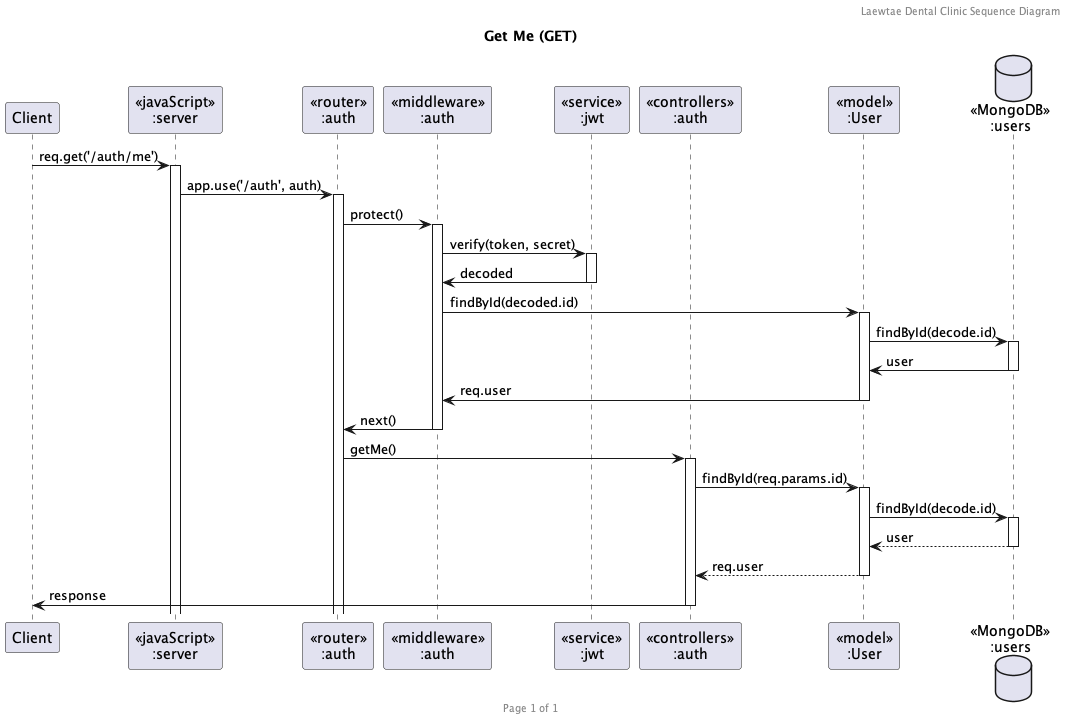 Laewtae Dental Clinic Sequence Diagram
Get Me (GET)
Client
«javaScript»
:server
«router»
:auth
«middleware»
:auth
«service»
:jwt
«controllers»
:auth
«model»
:User
«MongoDB»
:users
req.get('/auth/me')
app.use('/auth', auth)
protect()
verify(token, secret)
decoded
findById(decoded.id)
findById(decode.id)
user
req.user
next()
getMe()
findById(req.params.id)
findById(decode.id)
user
req.user
response
Client
«javaScript»
:server
«router»
:auth
«middleware»
:auth
«service»
:jwt
«controllers»
:auth
«model»
:User
«MongoDB»
:users
Page 1 of 1